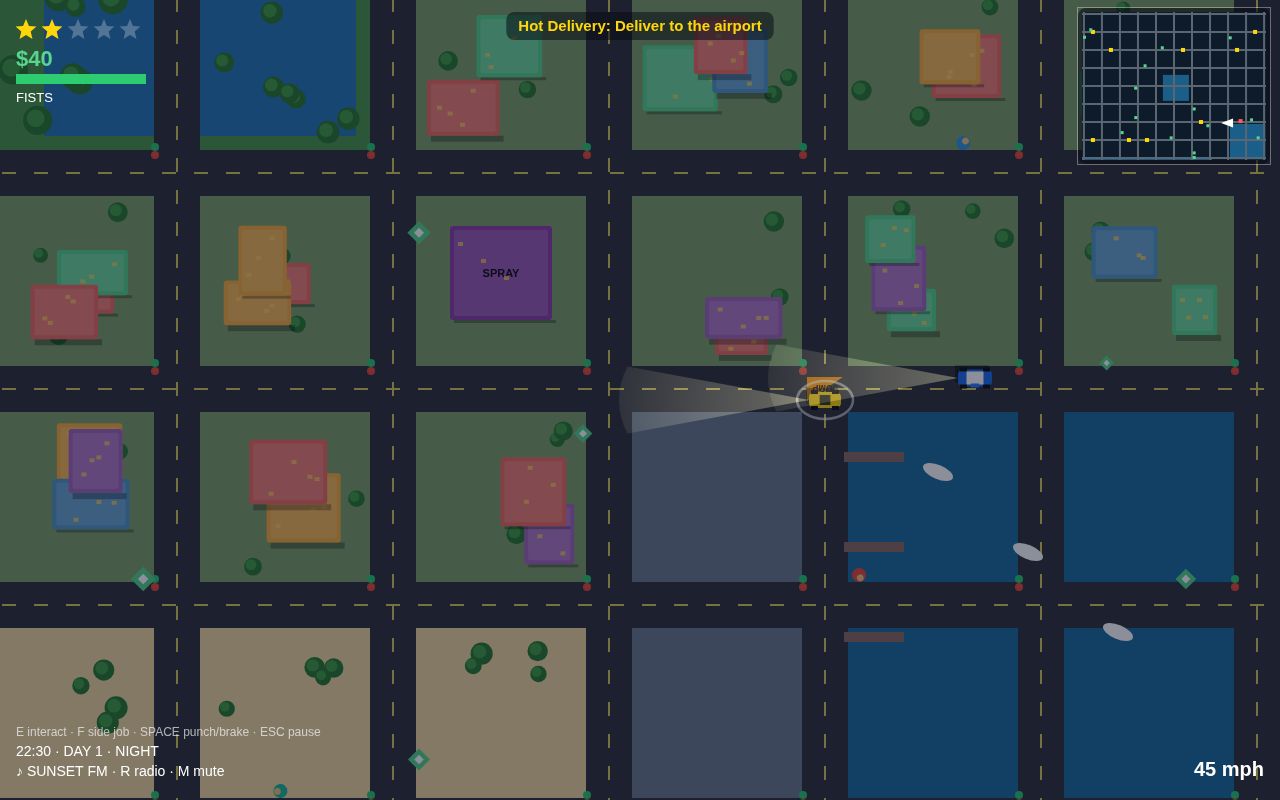 Hot Delivery: Deliver to the airport
$40
FISTS
SPRAY
E interact · F side job · SPACE punch/brake · ESC pause
22:30 · DAY 1 · NIGHT
♪ SUNSET FM · R radio · M mute
45 mph